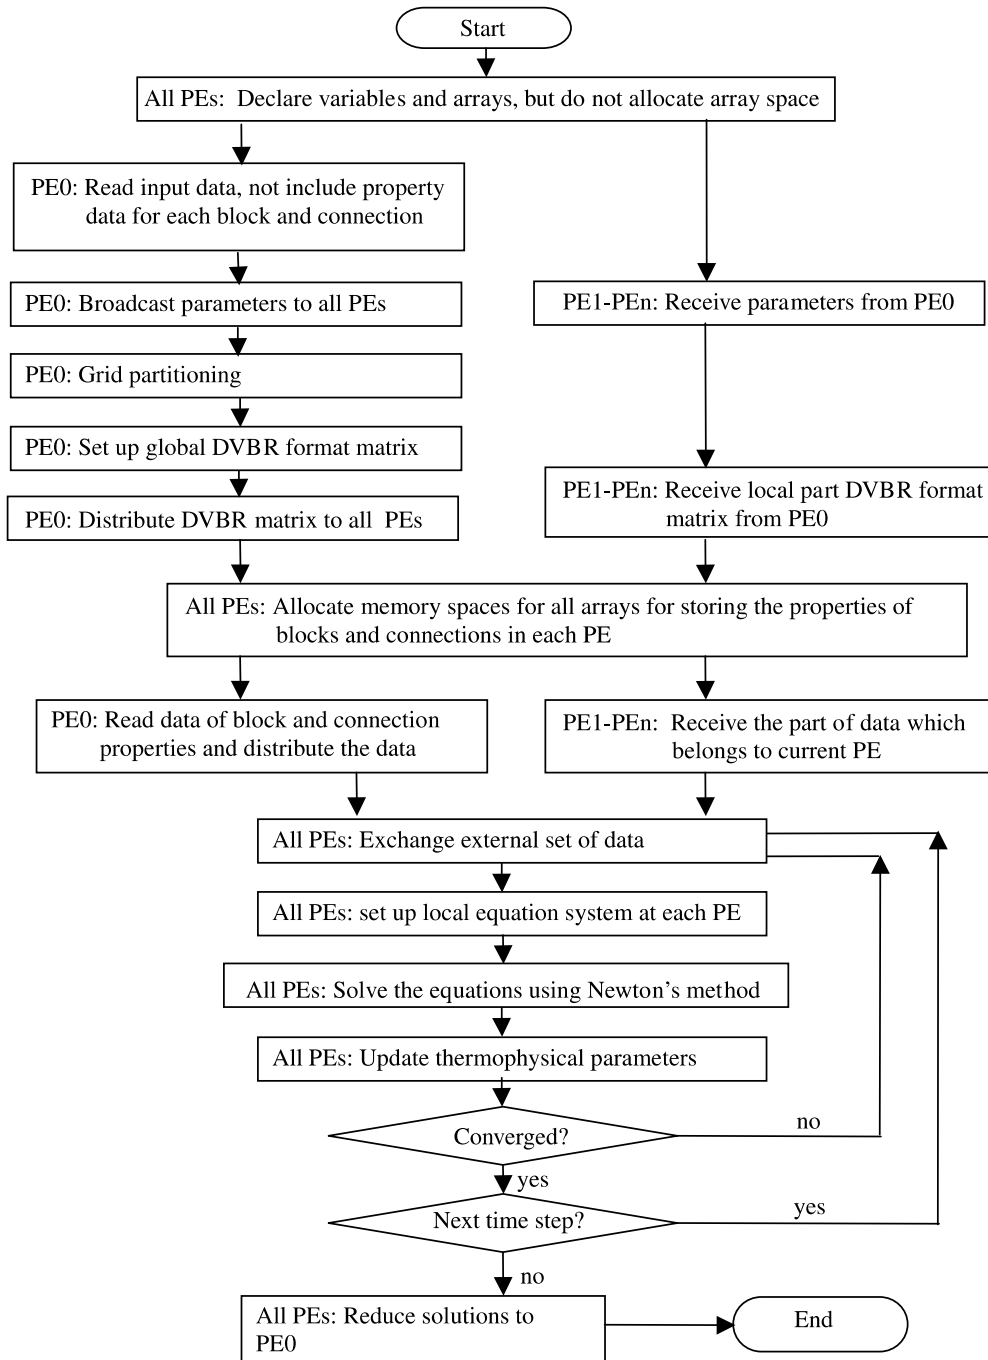 Start
All PEs: Declare variables and arrays, but do not allocate array space
PE0: Read input data, not include property
data for each block and connection
PE0: Broadcast parameters to all PEs
PE1-PEn: Receive parameters from PE0
PE0: Grid partitioning
PE0: Set up global DVBR format matrix
PE0: Distribute DVBR matrix to all PEs
PE1-PEn: Receive local part DVBR format
matrix from PE0
All PEs: Allocate memory spaces for all arrays for storing the properties of
blocks and connections in each PE
PE0: Read data of block and connection
properties and distribute the data
PE1-PEn: Receive the part of data which
belongs to current PE
All PEs: Exchange external set of data
All PEs: set up local equation system at each PE
All PEs: Solve the equations using Newton's method
All PEs: Update thermophysical parameters
Converged?
no
yes
Next time step?
yes
no
All PEs: Reduce solutions to
PE0
End